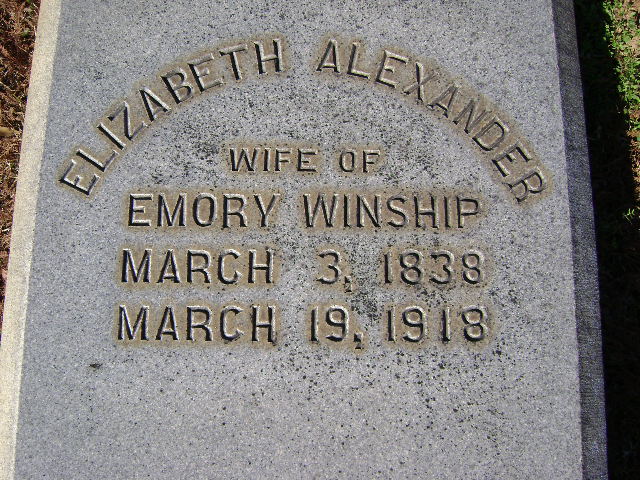 ELIZABETH ALEXANDER
WIFE OF
EMORY WINSHIP
MARCH 3, 1838
MARCH 19, 1918